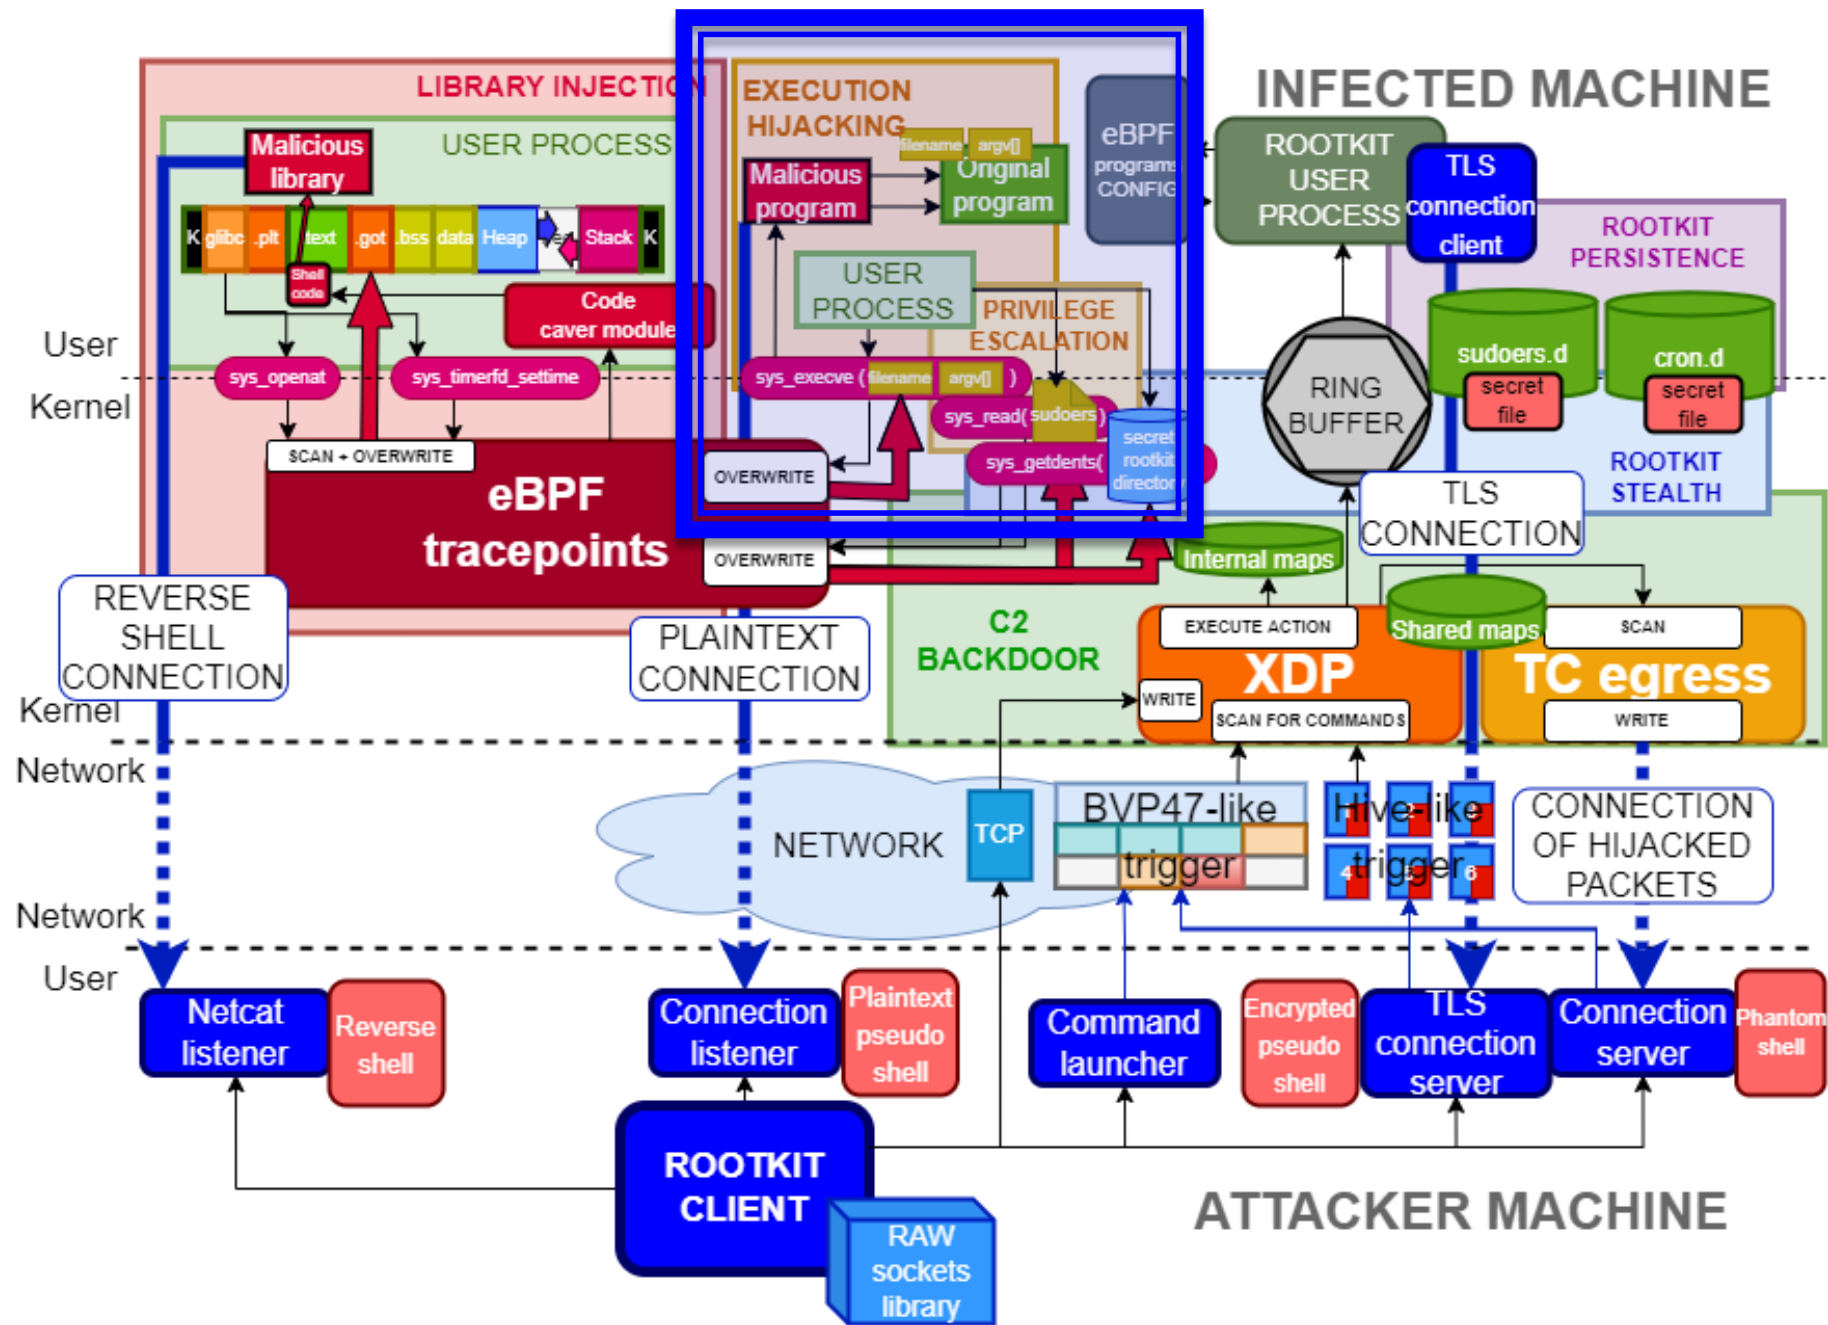 INFECTED MACHINE
LIBRARY INJECTION
USER PROCESS
Malicious
library
K
glibc
.plt
.text
.got
.bss
data
Heap
Stack
K
Shell
code
Code
caver module
User
Kernel
sys_openat
sys_timerfd_settime
SCAN + OVERWRITE
eBPF
tracepoints
OVERWRITE
OVERWRITE
EXECUTION
HIJACKING
filename
argv[]
Malicious
program
Original
program
USER
PROCESS
PRIVILEGE
ESCALATION
sys_execve (
filename
argv[]
)
sys_read(
sudoers
)
sys_getdents(
secret
rootkit
directory
eBPF
programs
CONFIG
ROOTKIT
USER
PROCESS
TLS
connection
client
ROOTKIT
PERSISTENCE
sudoers.d
secret
file
cron.d
secret
file
RING
BUFFER
ROOTKIT
STEALTH
TLS
CONNECTION
Internal maps
Shared maps
C2
BACKDOOR
EXECUTE ACTION
XDP
WRITE
SCAN FOR COMMANDS
SCAN
TC egress
WRITE
REVERSE
SHELL
CONNECTION
PLAINTEXT
CONNECTION
Kernel
Network
NETWORK
TCP
BVP47-like
trigger
Hive-like
trigger
4
6
CONNECTION
OF HIJACKED
PACKETS
Network
User
Netcat
listener
Reverse
shell
Connection
listener
Plaintext
pseudo
shell
Command
launcher
Encrypted
pseudo
shell
TLS
connection
server
Connection
server
Phantom
shell
ROOTKIT
CLIENT
RAW
sockets
library
ATTACKER MACHINE